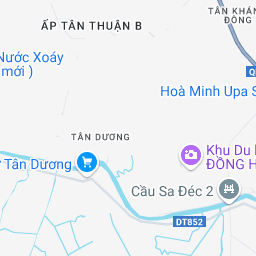 TÂN KHÁN
ĐÔNG
ẤP TÂN THUẬN B
Nước Xoáy
mới )
Q
Hoà Minh Upa S
TÂN DƯƠNG
Khu Du
ĐỒNG H
Tân Dương
Cầu Sa Đéc 2
DT852